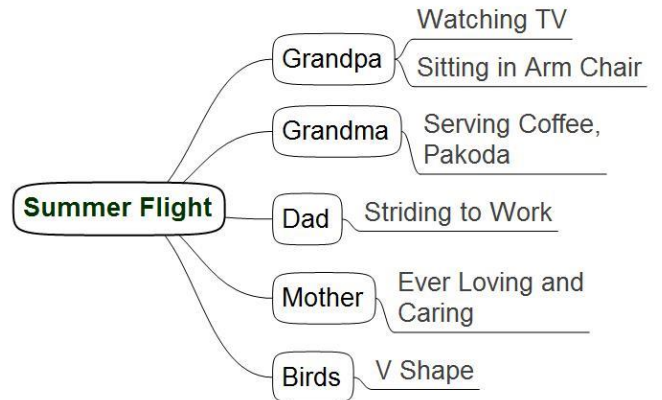 Summer Flight
Grandpa
Watching TV
Sitting in Arm Chair
Grandma
Serving Coffee,
Pakoda
Dad
Striding to Work
Mother
Ever Loving and
Caring
Birds
V Shape